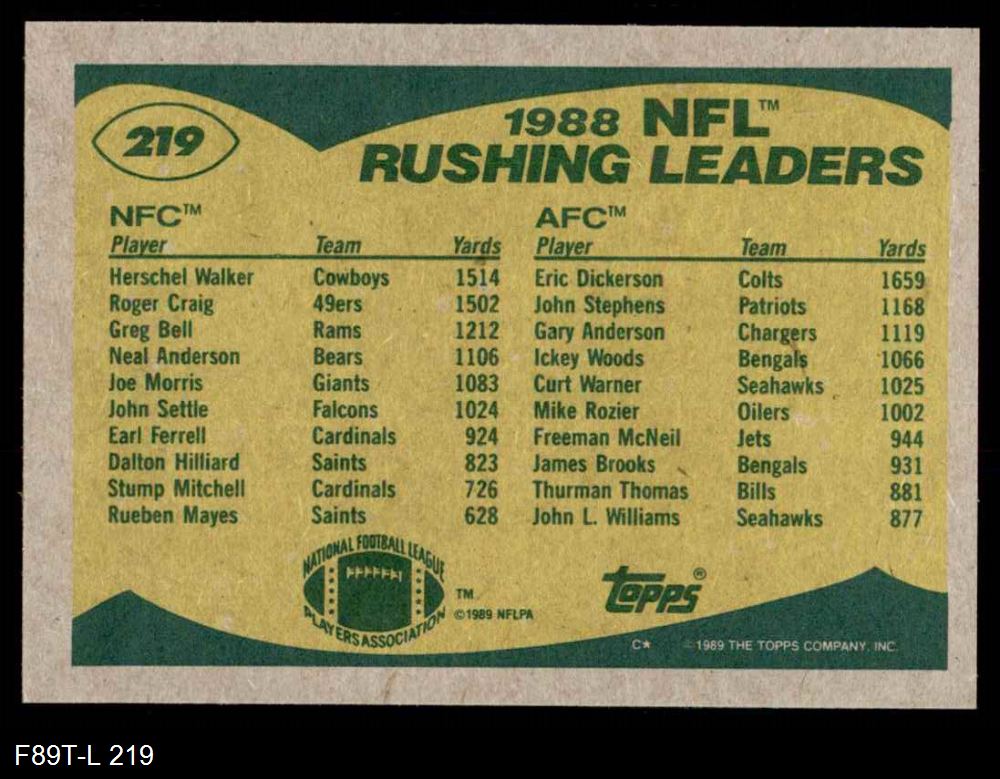 219
1988 NFL™
RUSHING LEADERS
NFC™
Player Team Yards
Herschel Walker Cowboys 1514
Roger Craig 49ers 1502
Greg Bell Rams 1212
Neal Anderson Bears 1106
Joe Morris Giants 1083
John Settle Falcons 1024
Earl Ferrell Cardinals 924
Dalton Hilliard Saints 823
Stump Mitchell Cardinals 726
Rueben Mayes Saints 628
AFC™
Player Team Yards
Eric Dickerson Colts 1659
John Stephens Patriots 1168
Gary Anderson Chargers 1119
Ickey Woods Bengals 1066
Curt Warner Seahawks 1025
Mike Rozier Oilers 1002
Freeman McNeil Jets 944
James Brooks Bengals 931
Thurman Thomas Bills 881
John L. Williams Seahawks 877
NATIONAL FOOTBALL LEAGUE
PLAYERS ASSOCIATION
TM
©1989 NFLPA
topps®
C* ©1989 THE TOPPS COMPANY, INC.
F89T-L 219